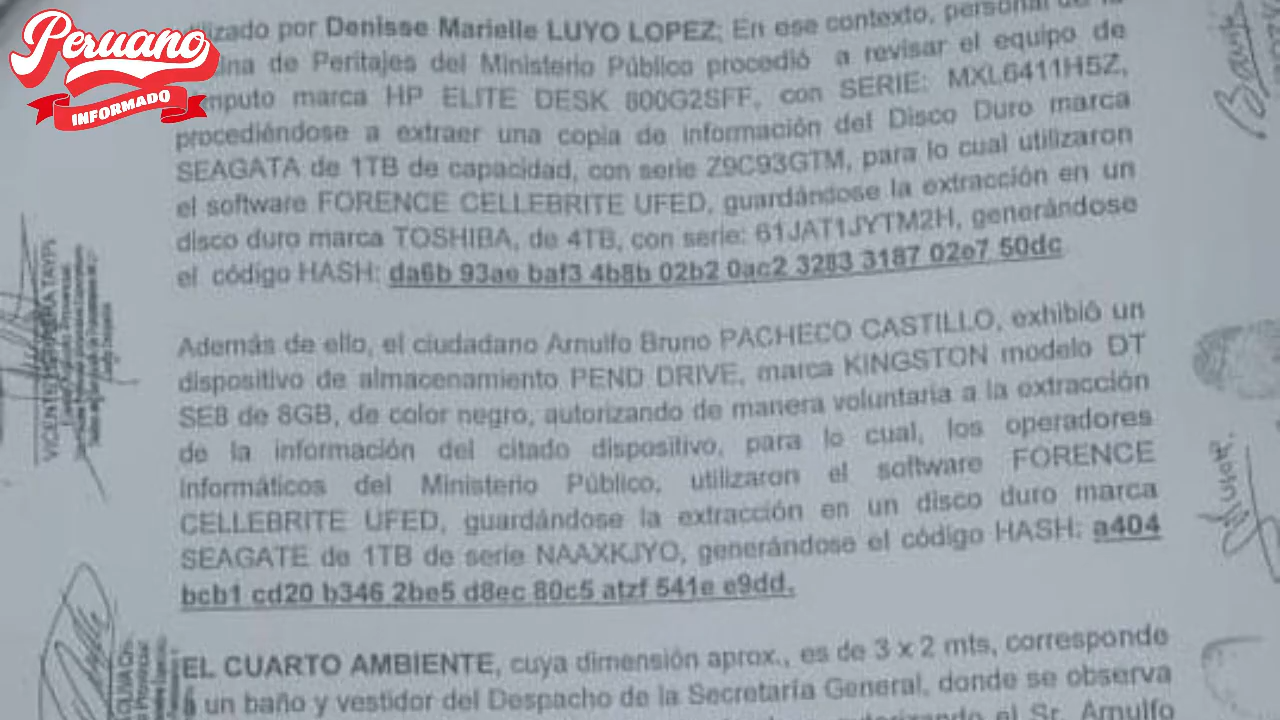 Peruano
INFORMADO
izado por Denisse Marielle LUYO LOPEZ; En ese contexto, personal de la
ina de Peritajes del Ministerio Público procedió a revisar el equipo de
mputo marca HP ELITE DESK 800G2SFF, con SERIE: MXL6411H5Z,
procediéndose a extraer una copia de información del Disco Duro marca
SEAGATA de 1TB de capacidad, con serie Z9C93GTM, para lo cual utilizaron
el software FORENCE CELLEBRITE UFED, guardándose la extracción en un
disco duro marca TOSHIBA, de 4TB, con serie: 61JAT1JYTM2H, generándose
el código HASH: da6b 93ae baf3 4b8b 02b2 0ac2 3283 3187 02e7 50dc
Además de ello, el ciudadano Arnulfo Bruno PACHECO CASTILLO, exhibió un
dispositivo de almacenamiento PEND DRIVE, marca KINGSTON modelo DT
SE8 de 8GB, de color negro, autorizando de manera voluntaria a la extracción
de la información del citado dispositivo, para lo cual, los operadores
Informáticos del Ministerio Público, utilizaron el software FORENCE
CELLEBRITE UFED, guardándose la extracción en un disco duro marca
SEAGATE de 1TB de serie NAAXKJYO, generándose el código HASH: a404
bcb1 cd20 b346 2be5 d8ec 80c5 atzf 541e e9dd.
EL CUARTO AMBIENTE, cuya dimensión aprox., es de 3 x 2 mts, corresponde
a un baño y vestidor del Despacho de la Secretaría General, donde se observa
autorizando el Sr. Arnulfo